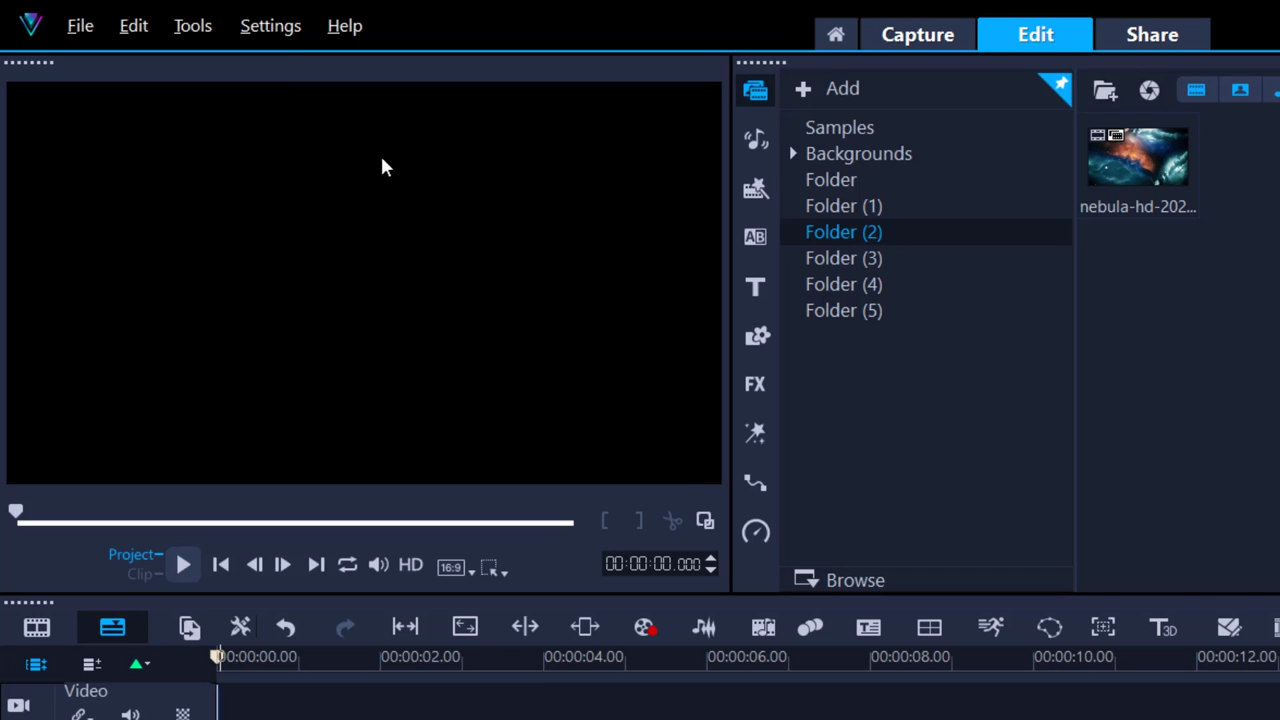 File Edit Tools Settings Help
Capture Edit Share
Add
Samples
Backgrounds
Folder
Folder (1)
Folder (2)
Folder (3)
Folder (4)
Folder (5)
nebula-hd-202...
AB
T
FX
Browse
Project
Clip
HD
16:9
00:00:00.000
T3D
00:00:00.00 00:00:02.00 00:00:04.00 00:00:06.00 00:00:08.00 00:00:10.00 00:00:12.00
Video